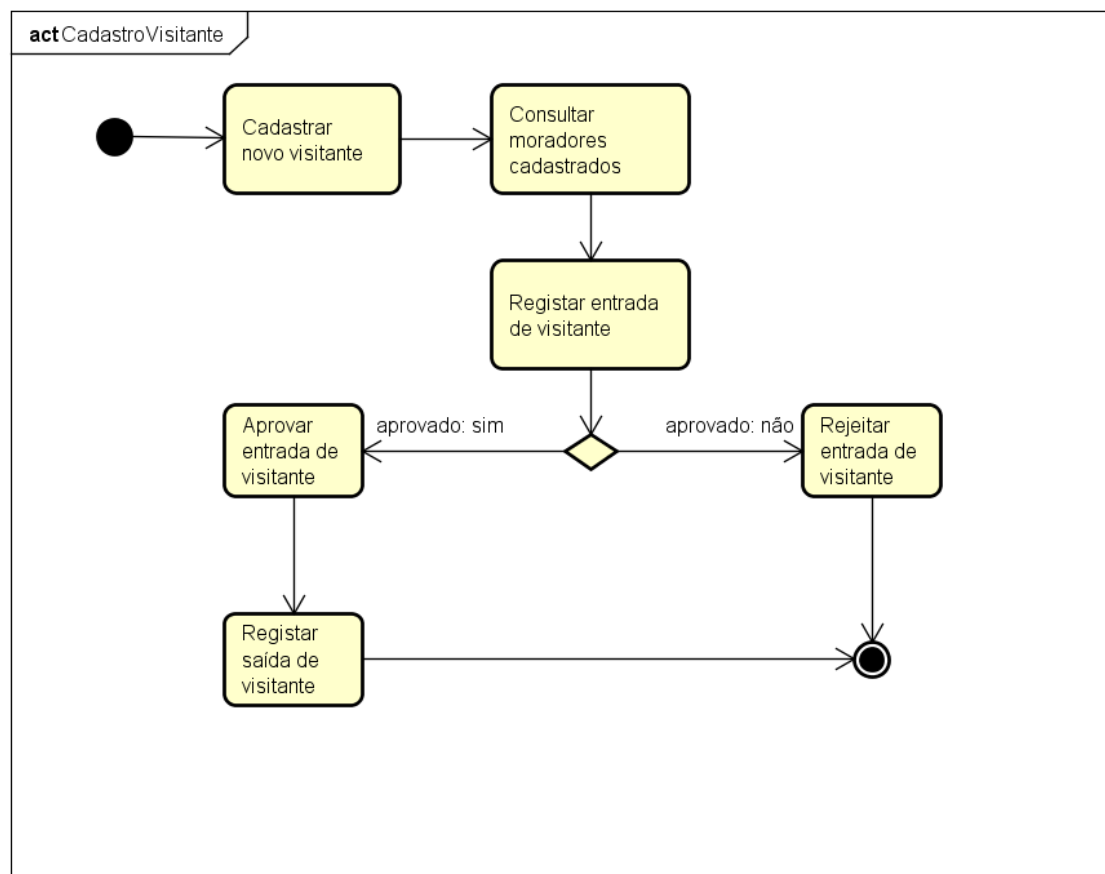 act CadastroVisitante
Cadastrar
novo visitante
Consultar
moradores
cadastrados
Registar entrada
de visitante
Aprovar
entrada de
visitante
aprovado: sim
aprovado: não
Rejeitar
entrada de
visitante
Registar
saída de
visitante